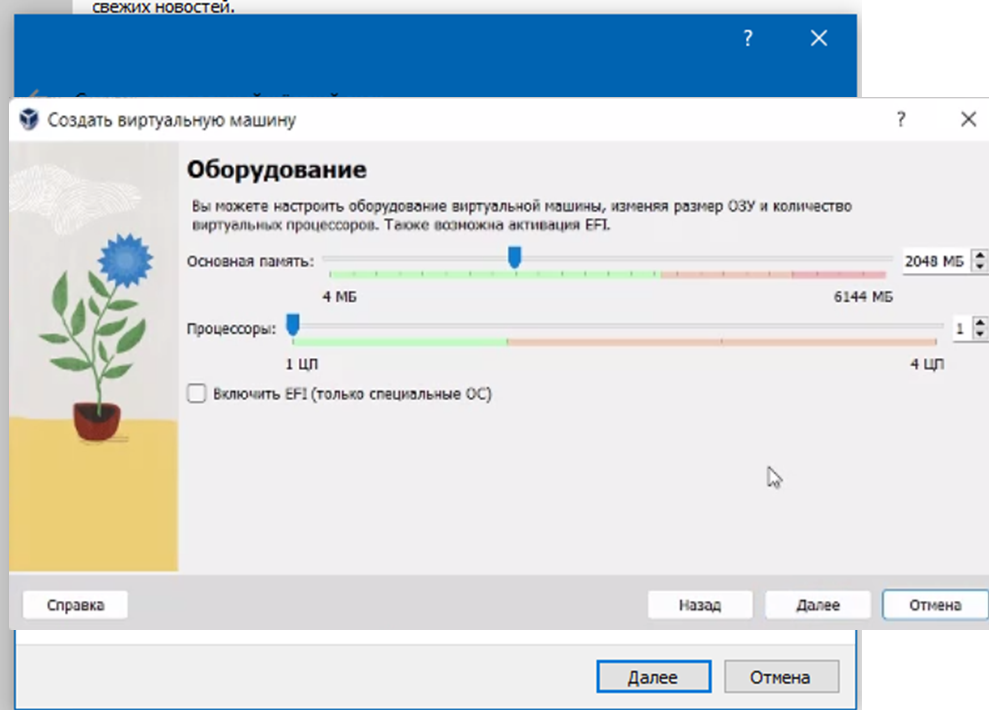 свежих новостей.
?
Создать виртуальную машину
?
Оборудование
Вы можете настроить оборудование виртуальной машины, изменяя размер ОЗУ и количество
виртуальных процессоров. Также возможна активация EFI.
Основная память:
2048 МБ
4 МБ
6144 МБ
Процессоры:
1
1 ЦП
4 ЦП
Включить EFI (только специальные ОС)
Справка
Назад
Далее
Отмена
Далее
Отмена